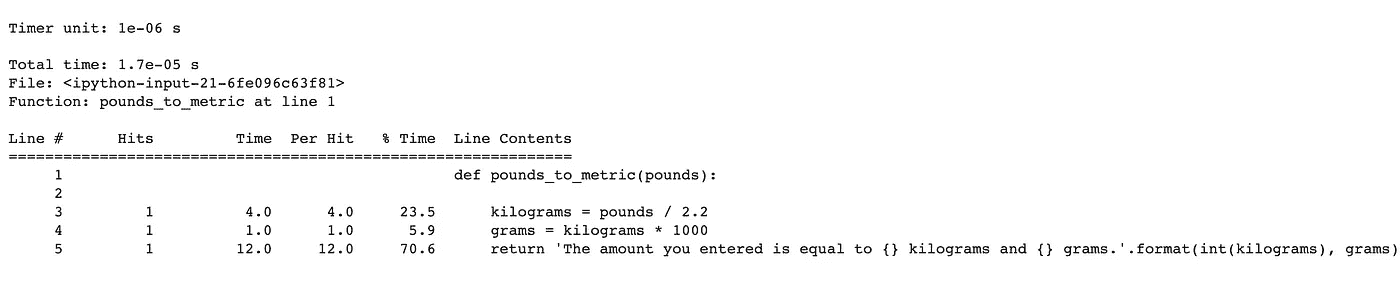 Timer unit: 1e-06 s
Total time: 1.7e-05 s
File: <ipython-input-21-6fe096c63f81>
Function: pounds_to_metric at line 1
Line #      Hits         Time  Per Hit   % Time  Line Contents
==============================================================
     1                                           def pounds_to_metric(pounds):
     2
     3         1          4.0      4.0     23.5      kilograms = pounds / 2.2
     4         1          1.0      1.0      5.9      grams = kilograms * 1000
     5         1         12.0     12.0     70.6      return 'The amount you entered is equal to {} kilograms and {} grams.'.format(int(kilograms), grams)